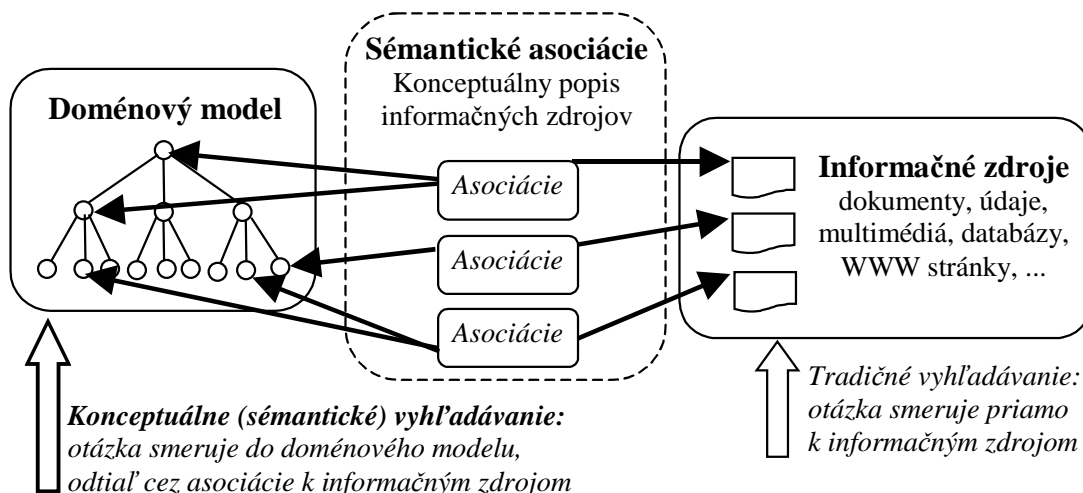 Sémantické asociácie
Konceptuálny popis
informačných zdrojov
Doménový model
Asociácie
Asociácie
Asociácie
Informačné zdroje
dokumenty, údaje,
multimédiá, databázy,
WWW stránky, ...
Konceptuálne (sémantické) vyhľadávanie:
otázka smeruje do doménového modelu,
odtiaľ cez asociácie k informačným zdrojom
Tradičné vyhľadávanie:
otázka smeruje priamo
k informačným zdrojom